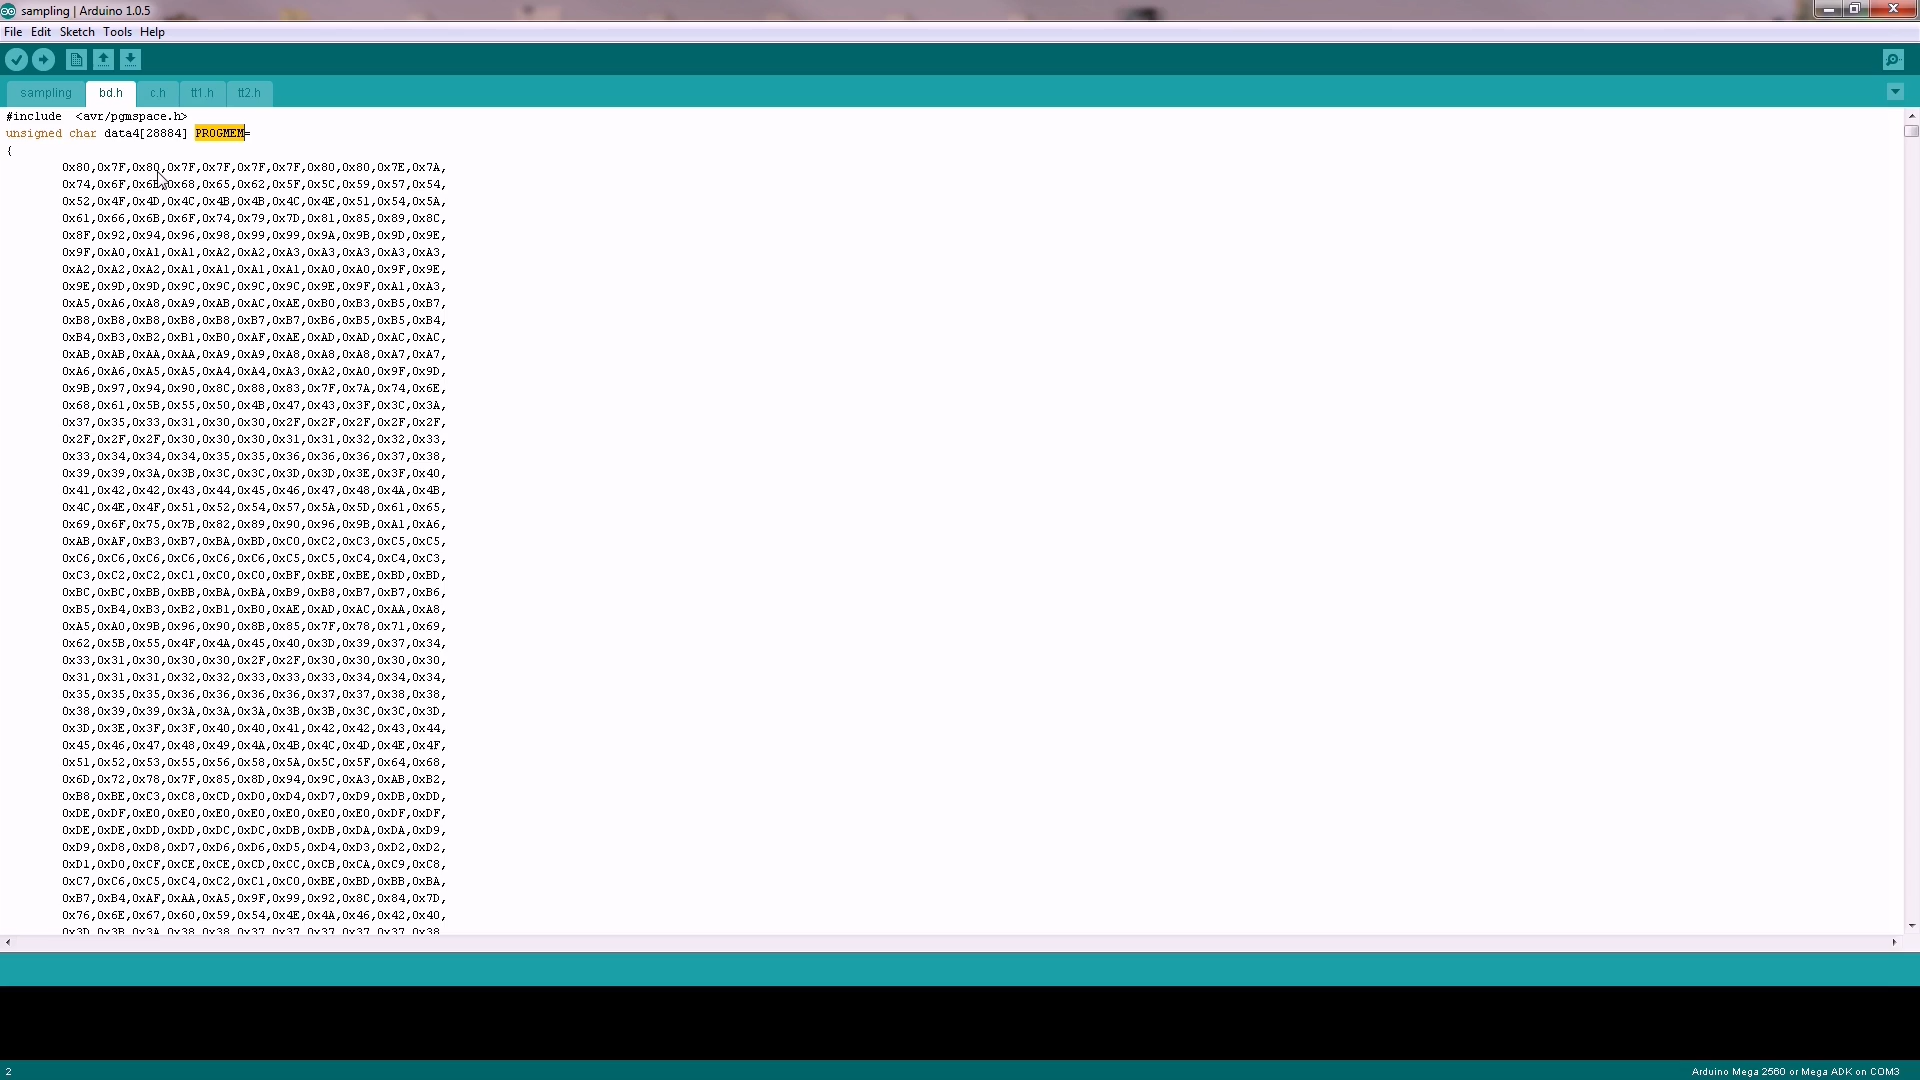 sampling | Arduino 1.0.5
File Edit Sketch Tools Help
sampling bd.h c.h tt1.h tt2.h
#include  <avr/pgmspace.h>
unsigned char data4[28884] PROGMEM=
{
0x80,0x7F,0x80,0x7F,0x7F,0x7F,0x7F,0x80,0x80,0x7E,0x7A,
0x74,0x6F,0x6B,0x68,0x65,0x62,0x5F,0x5C,0x59,0x57,0x54,
0x52,0x4F,0x4D,0x4C,0x4B,0x4B,0x4C,0x4E,0x51,0x54,0x5A,
0x61,0x66,0x6B,0x6F,0x74,0x79,0x7D,0x81,0x85,0x89,0x8C,
0x8F,0x92,0x94,0x96,0x98,0x99,0x99,0x9A,0x9B,0x9D,0x9E,
0x9F,0xA0,0xA1,0xA1,0xA2,0xA2,0xA3,0xA3,0xA3,0xA3,0xA3,
0xA2,0xA2,0xA2,0xA1,0xA1,0xA1,0xA1,0xA0,0xA0,0x9F,0x9E,
0x9E,0x9D,0x9D,0x9C,0x9C,0x9C,0x9C,0x9E,0x9F,0xA1,0xA3,
0xA5,0xA6,0xA8,0xA9,0xAB,0xAC,0xAE,0xB0,0xB3,0xB5,0xB7,
0xB8,0xB8,0xB8,0xB8,0xB8,0xB7,0xB7,0xB6,0xB5,0xB5,0xB4,
0xB4,0xB3,0xB2,0xB1,0xB0,0xAF,0xAE,0xAD,0xAD,0xAC,0xAC,
0xAB,0xAB,0xAA,0xAA,0xA9,0xA9,0xA8,0xA8,0xA8,0xA7,0xA7,
0xA6,0xA6,0xA5,0xA5,0xA4,0xA4,0xA3,0xA2,0xA0,0x9F,0x9D,
0x9B,0x97,0x94,0x90,0x8C,0x88,0x83,0x7F,0x7A,0x74,0x6E,
0x68,0x61,0x5B,0x55,0x50,0x4B,0x47,0x43,0x3F,0x3C,0x3A,
0x37,0x35,0x33,0x31,0x30,0x30,0x2F,0x2F,0x2F,0x2F,0x2F,
0x2F,0x2F,0x2F,0x30,0x30,0x30,0x31,0x31,0x32,0x32,0x33,
0x33,0x34,0x34,0x34,0x35,0x35,0x36,0x36,0x36,0x37,0x38,
0x39,0x39,0x3A,0x3B,0x3C,0x3C,0x3D,0x3D,0x3E,0x3F,0x40,
0x41,0x42,0x42,0x43,0x44,0x45,0x46,0x47,0x48,0x4A,0x4B,
0x4C,0x4E,0x4F,0x51,0x52,0x54,0x57,0x5A,0x5D,0x61,0x65,
0x69,0x6F,0x75,0x7B,0x82,0x89,0x90,0x96,0x9B,0xA1,0xA6,
0xAB,0xAF,0xB3,0xB7,0xBA,0xBD,0xC0,0xC2,0xC3,0xC5,0xC5,
0xC6,0xC6,0xC6,0xC6,0xC6,0xC6,0xC5,0xC5,0xC4,0xC4,0xC3,
0xC3,0xC2,0xC2,0xC1,0xC0,0xC0,0xBF,0xBE,0xBE,0xBD,0xBD,
0xBC,0xBC,0xBB,0xBB,0xBA,0xBA,0xB9,0xB8,0xB7,0xB7,0xB6,
0xB5,0xB4,0xB3,0xB2,0xB1,0xB0,0xAE,0xAD,0xAC,0xAA,0xA8,
0xA5,0xA0,0x9B,0x96,0x90,0x8B,0x85,0x7F,0x78,0x71,0x69,
0x62,0x5B,0x55,0x4F,0x4A,0x45,0x40,0x3D,0x39,0x37,0x34,
0x33,0x31,0x30,0x30,0x30,0x2F,0x2F,0x30,0x30,0x30,0x30,
0x31,0x31,0x31,0x32,0x32,0x33,0x33,0x33,0x34,0x34,0x34,
0x35,0x35,0x35,0x36,0x36,0x36,0x36,0x37,0x37,0x38,0x38,
0x38,0x39,0x39,0x3A,0x3A,0x3A,0x3B,0x3B,0x3C,0x3C,0x3D,
0x3D,0x3E,0x3F,0x3F,0x40,0x40,0x41,0x42,0x42,0x43,0x44,
0x45,0x46,0x47,0x48,0x49,0x4A,0x4B,0x4C,0x4D,0x4E,0x4F,
0x51,0x52,0x53,0x55,0x56,0x58,0x5A,0x5C,0x5F,0x64,0x68,
0x6D,0x72,0x78,0x7F,0x85,0x8D,0x94,0x9C,0xA3,0xAB,0xB2,
0xB8,0xBE,0xC3,0xC8,0xCD,0xD0,0xD4,0xD7,0xD9,0xDB,0xDD,
0xDE,0xDF,0xE0,0xE0,0xE0,0xE0,0xE0,0xE0,0xE0,0xDF,0xDF,
0xDE,0xDE,0xDD,0xDD,0xDC,0xDC,0xDB,0xDB,0xDA,0xDA,0xD9,
0xD9,0xD8,0xD8,0xD7,0xD6,0xD6,0xD5,0xD4,0xD3,0xD2,0xD2,
0xD1,0xD0,0xCF,0xCE,0xCE,0xCD,0xCC,0xCB,0xCA,0xC9,0xC8,
0xC7,0xC6,0xC5,0xC4,0xC2,0xC1,0xC0,0xBE,0xBD,0xBB,0xBA,
0xB7,0xB4,0xAF,0xAA,0xA5,0x9F,0x99,0x92,0x8C,0x84,0x7D,
0x76,0x6E,0x67,0x60,0x59,0x54,0x4E,0x4A,0x46,0x42,0x40,
0x3D,0x3B,0x3A,0x38,0x38,0x37,0x37,0x37,0x37,0x37,0x38,
2
Arduino Mega 2560 or Mega ADK on COM3